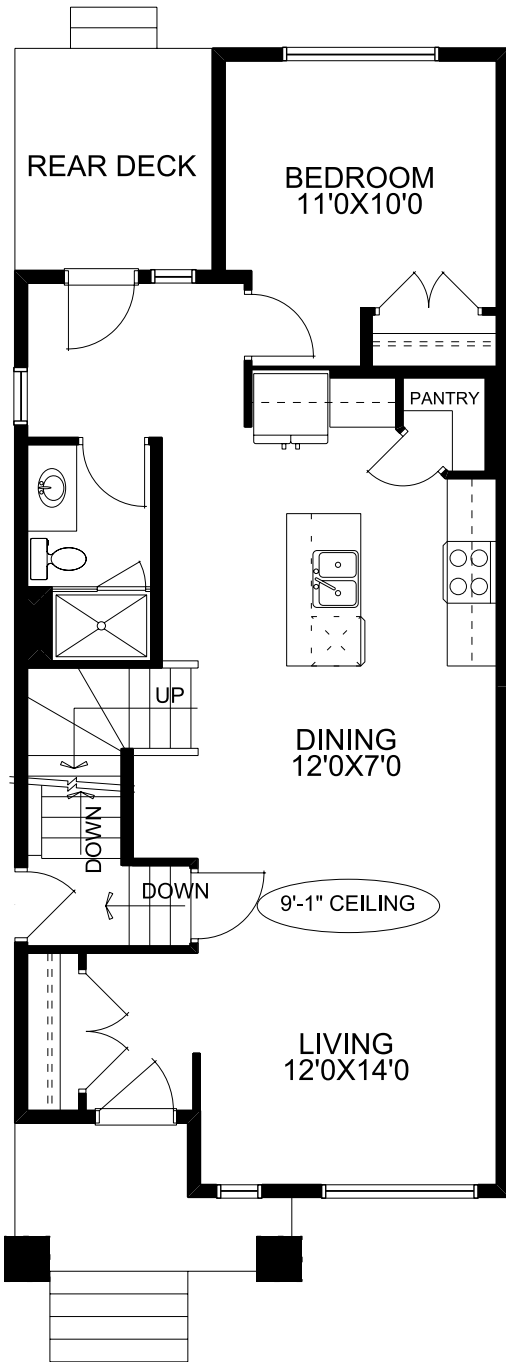 REAR DECK
BEDROOM
11'0X10'0
PANTRY
UP
DINING
12'0X7'0
DOWN
DOWN
9'-1" CEILING
LIVING
12'0X14'0